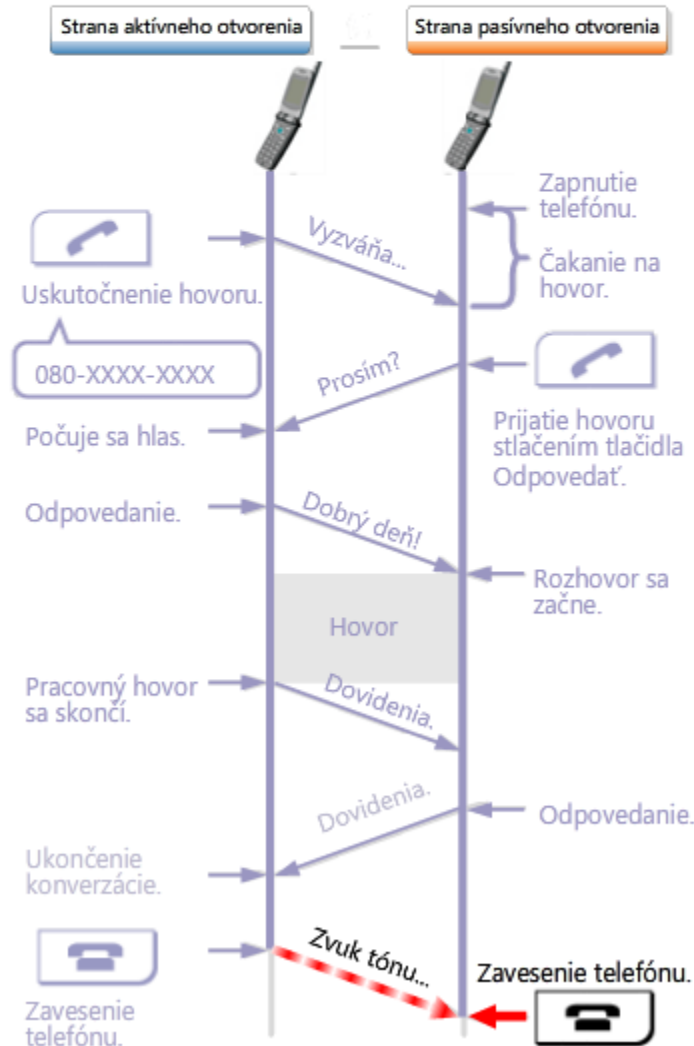 Strana aktívneho otvorenia
Strana pasívneho otvorenia
Zapnutie
telefónu.
Vyzváňa...
Čakanie na
hovor.
Uskutočnenie hovoru.
080-XXXX-XXXX
Prosím?
Prijatie hovoru
stlačením tlačidla
Odpovedať.
Počuje sa hlas.
Odpovedanie.
Dobrý deň!
Rozhovor sa
začne.
Hovor
Pracovný hovor
sa skončí.
Dovidenia.
Dovidenia.
Odpovedanie.
Ukončenie
konverzácie.
Zvuk tónu...
Zavesenie telefónu.
Zavesenie
telefónu.